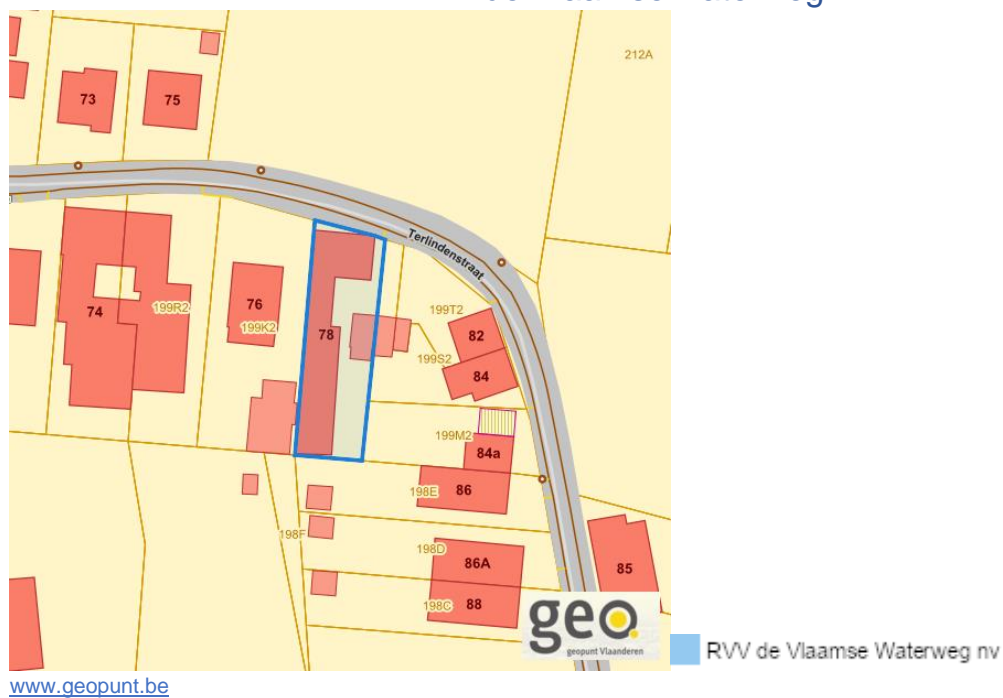 212A
73
75
Terlindenstraat
74
199R2
76
199K2
78
199T2
82
199S2
84
199M2
84a
198E
86
198F
198D
86A
85
198C
88
geo.
geopunt Vlaanderen
RVV de Vlaamse Waterweg nv
www.geopunt.be